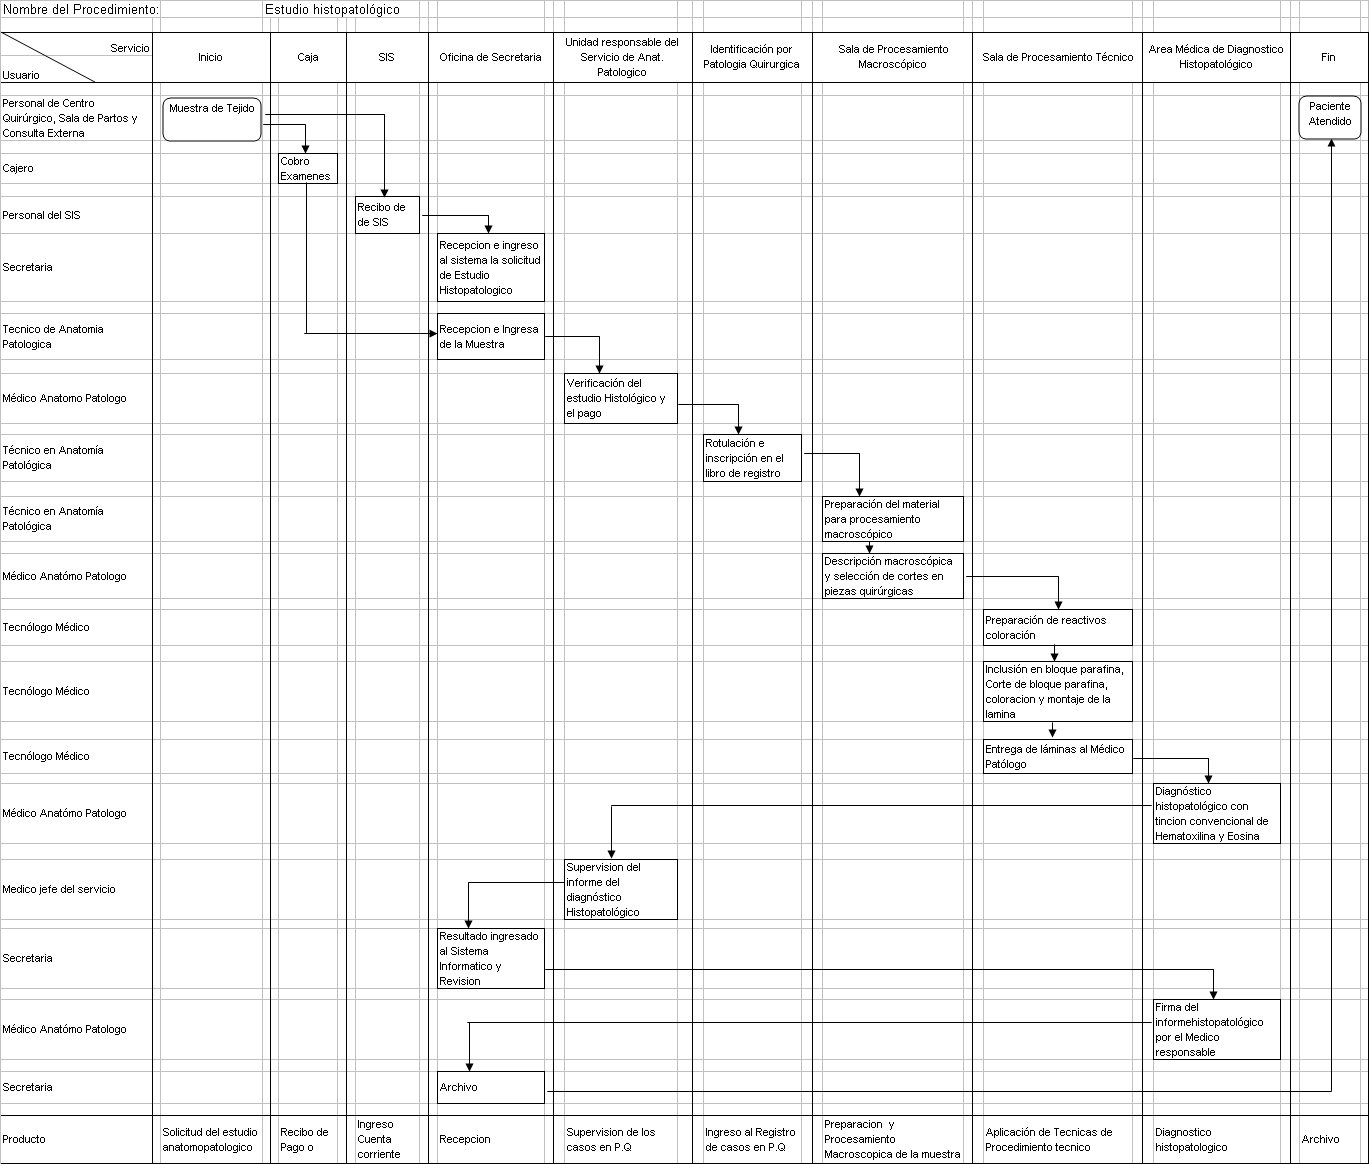 Nombre del Procedimiento: Estudio histopatológico
Servicio
Usuario
Inicio
Caja
SIS
Oficina de Secretaria
Unidad responsable del
Servicio de Anat.
Patologico
Identificación por
Patologia Quirurgica
Sala de Procesamiento
Macroscópico
Sala de Procesamiento Técnico
Area Médica de Diagnostico
Histopatológico
Fin
Personal de Centro
Quirúrgico, Sala de Partos y
Consulta Externa
Muestra de Tejido
Paciente
Atendido
Cajero
Cobro
Examenes
Personal del SIS
Recibo de
de SIS
Secretaria
Recepcion e ingreso
al sistema la solicitud
de Estudio
Histopatologico
Tecnico de Anatomia
Patologica
Recepcion e Ingresa
de la Muestra
Médico Anatomo Patologo
Verificación del
estudio Histológico y
el pago
Técnico en Anatomía
Patológica
Rotulación e
inscripción en el
libro de registro
Técnico en Anatomía
Patológica
Preparación del material
para procesamiento
macroscópico
Médico Anatómo Patologo
Descripción macroscópica
y selección de cortes en
piezas quirúrgicas
Tecnólogo Médico
Preparación de reactivos
coloración
Tecnólogo Médico
Inclusión en bloque parafina,
Corte de bloque parafina,
coloracion y montaje de la
lamina
Tecnólogo Médico
Entrega de láminas al Médico
Patólogo
Médico Anatómo Patologo
Diagnóstico
histopatológico con
tincion convencional de
Hematoxilina y Eosina
Medico jefe del servicio
Supervision del
informe del
diagnóstico
Histopatológico
Secretaria
Resultado ingresado
al Sistema
Informatico y
Revision
Médico Anatómo Patologo
Firma del
informehistopatológico
por el Medico
responsable
Secretaria
Archivo
Producto
Solicitud del estudio
anatomopatologico
Recibo de
Pago o
Ingreso
Cuenta
corriente
Recepcion
Supervision de los
casos en P.Q
Ingreso al Registro
de casos en P.Q
Preparacion y
Procesamiento
Macroscopica de la muestra
Aplicación de Tecnicas de
Procedimiento tecnico
Diagnostico
histopatologico
Archivo